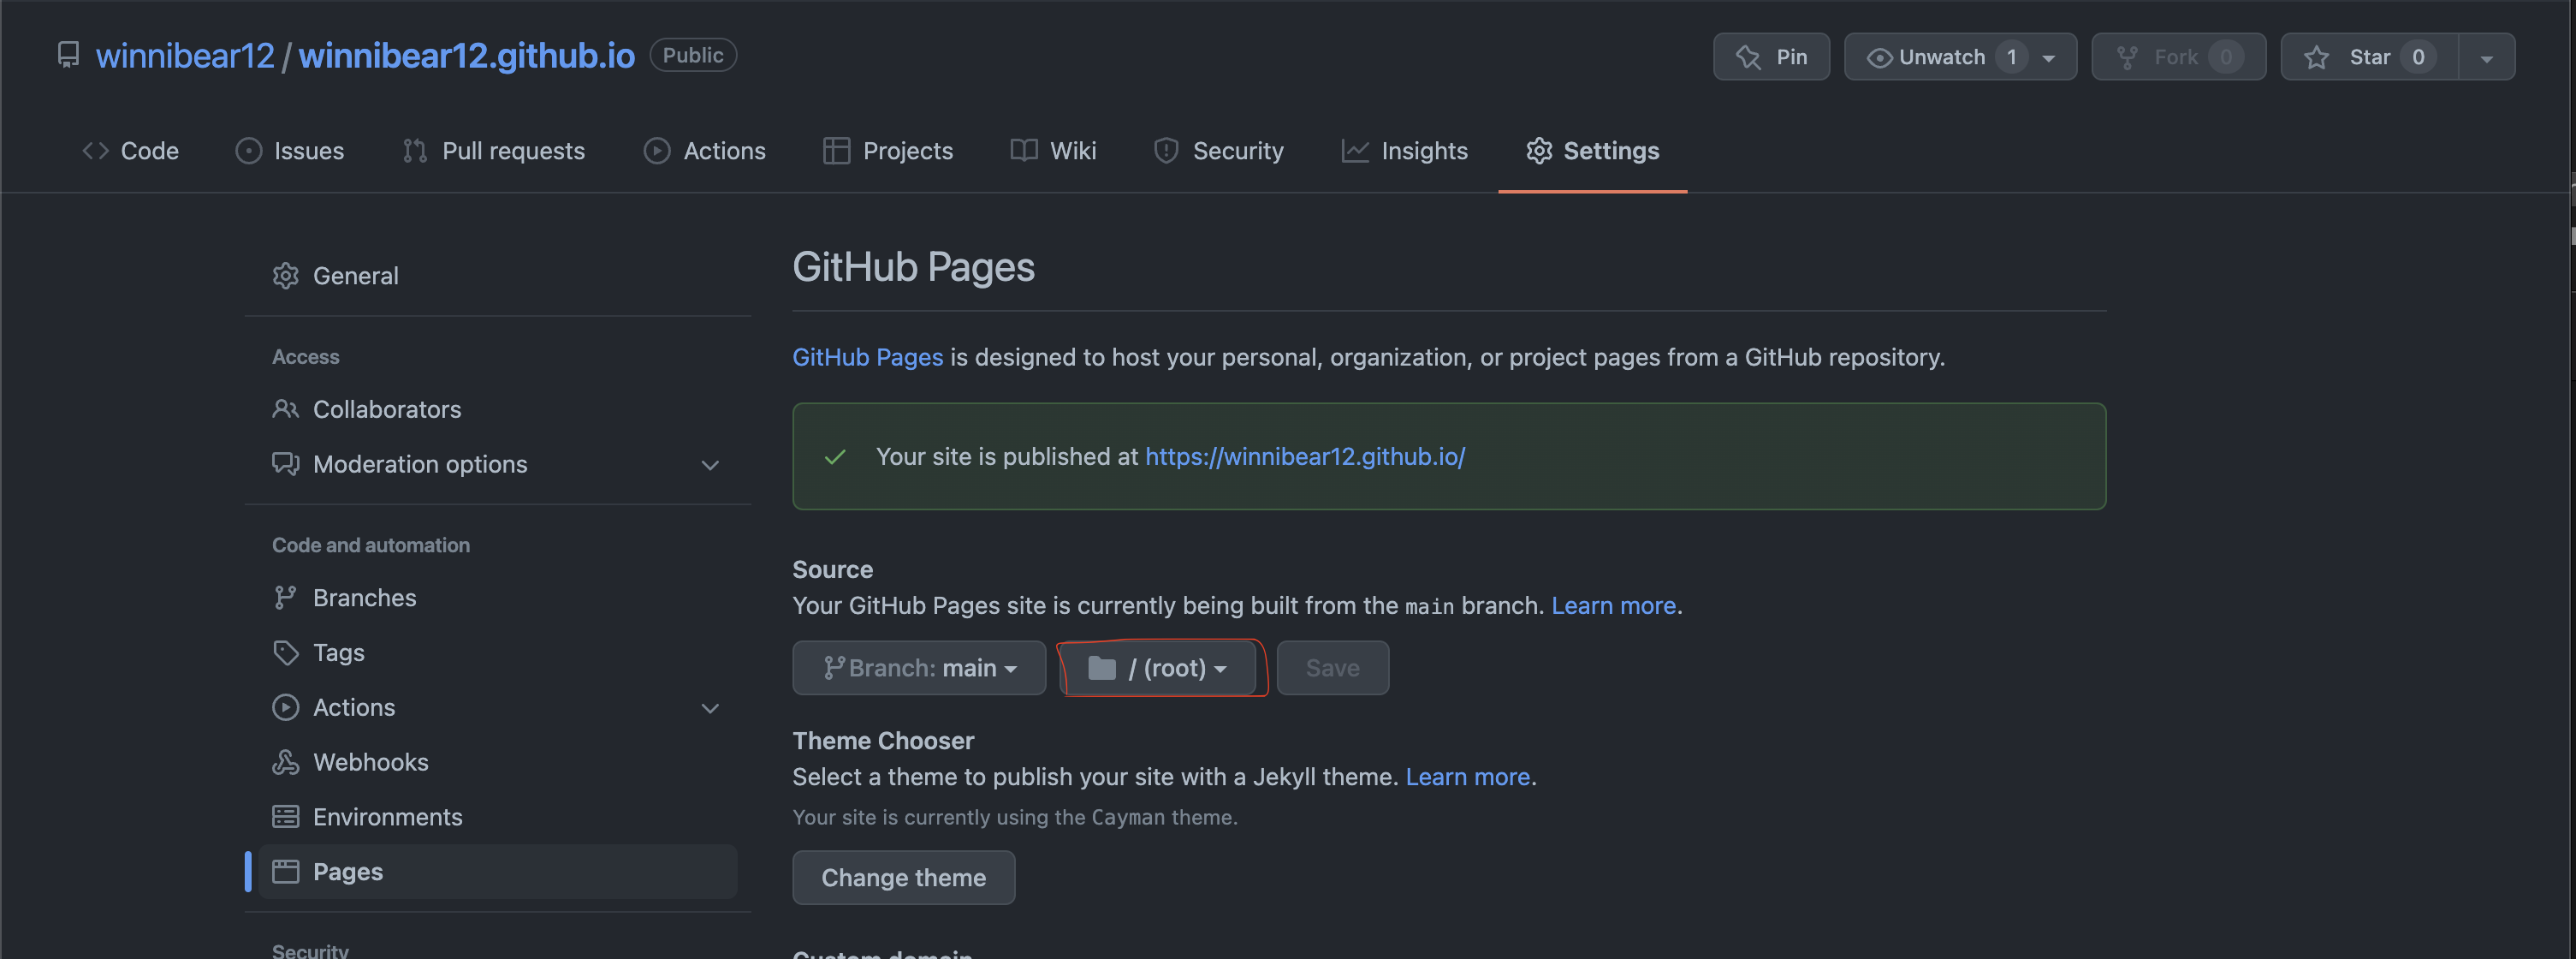 winnibear12 / winnibear12.github.io Public Pin Unwatch 1 Fork 0 Star 0
Code Issues Pull requests Actions Projects Wiki Security Insights Settings
General
Access
Collaborators
Moderation options
Code and automation
Branches
Tags
Actions
Webhooks
Environments
Pages
Security
GitHub Pages
GitHub Pages is designed to host your personal, organization, or project pages from a GitHub repository.
Your site is published at https://winnibear12.github.io/
Source
Your GitHub Pages site is currently being built from the main branch. Learn more.
Branch: main / (root) Save
Theme Chooser
Select a theme to publish your site with a Jekyll theme. Learn more.
Your site is currently using the Cayman theme.
Change theme
Custom domain